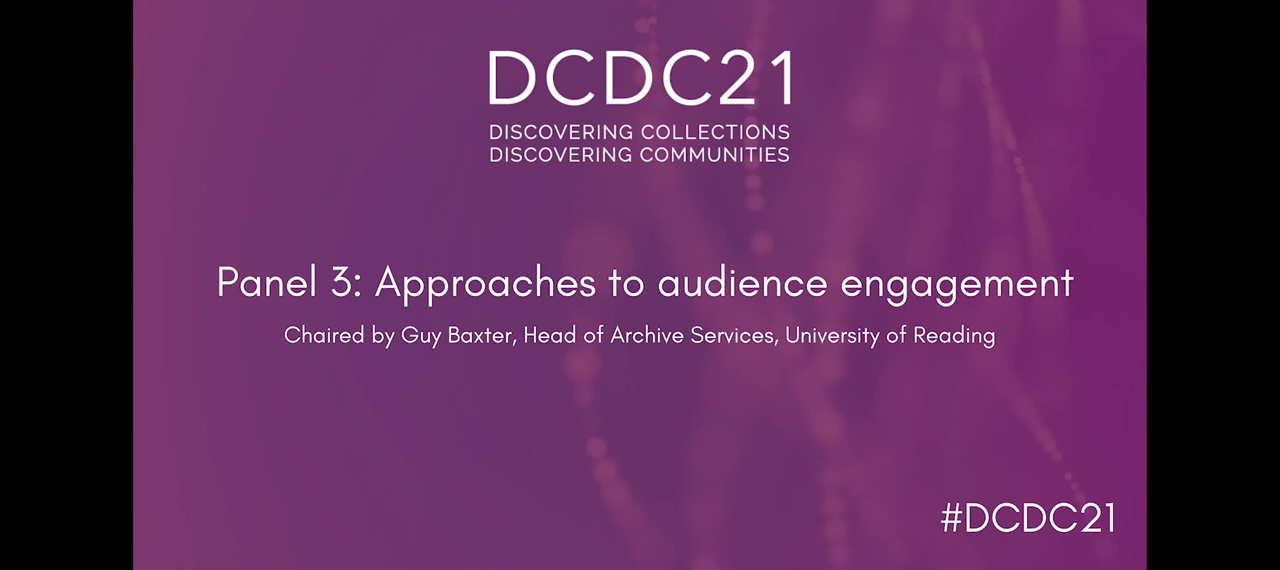 DCDC21
DISCOVERING COLLECTIONS
DISCOVERING COMMUNITIES
Panel 3: Approaches to audience engagement
Chaired by Guy Baxter, Head of Archive Services, University of Reading
#DCDC21